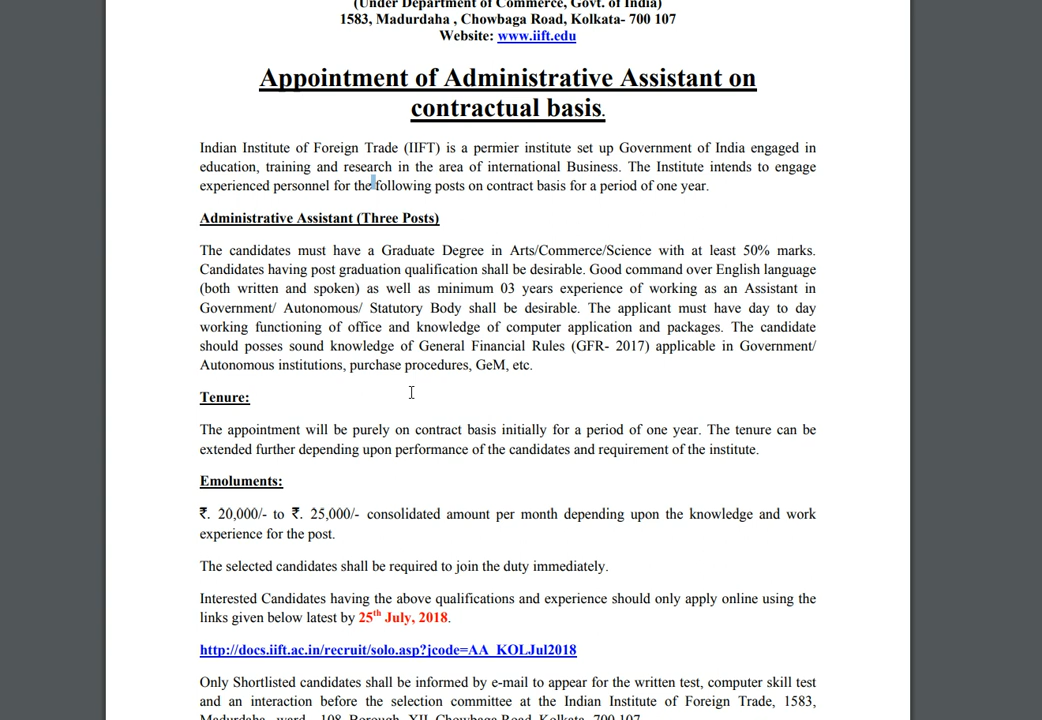 (Under Department of Commerce, Govt. of India)
1583, Madurdaha , Chowbaga Road, Kolkata- 700 107
Website: www.iift.edu
Appointment of Administrative Assistant on
contractual basis.
Indian Institute of Foreign Trade (IIFT) is a permier institute set up Government of India engaged in
education, training and research in the area of international Business. The Institute intends to engage
experienced personnel for the following posts on contract basis for a period of one year.
Administrative Assistant (Three Posts)
The candidates must have a Graduate Degree in Arts/Commerce/Science with at least 50% marks.
Candidates having post graduation qualification shall be desirable. Good command over English language
(both written and spoken) as well as minimum 03 years experience of working as an Assistant in
Government/ Autonomous/ Statutory Body shall be desirable. The applicant must have day to day
working functioning of office and knowledge of computer application and packages. The candidate
should posses sound knowledge of General Financial Rules (GFR- 2017) applicable in Government/
Autonomous institutions, purchase procedures, GeM, etc.
Tenure:
The appointment will be purely on contract basis initially for a period of one year. The tenure can be
extended further depending upon performance of the candidates and requirement of the institute.
Emoluments:
₹. 20,000/- to ₹. 25,000/- consolidated amount per month depending upon the knowledge and work
experience for the post.
The selected candidates shall be required to join the duty immediately.
Interested Candidates having the above qualifications and experience should only apply online using the
links given below latest by 25th July, 2018.
http://docs.iift.ac.in/recruit/solo.asp?jcode=AA_KOLJul2018
Only Shortlisted candidates shall be informed by e-mail to appear for the written test, computer skill test
and an interaction before the selection committee at the Indian Institute of Foreign Trade, 1583,
Madurdaha, ward - 108 Borough XII, Chowbaga Road, Kolkata 700 107